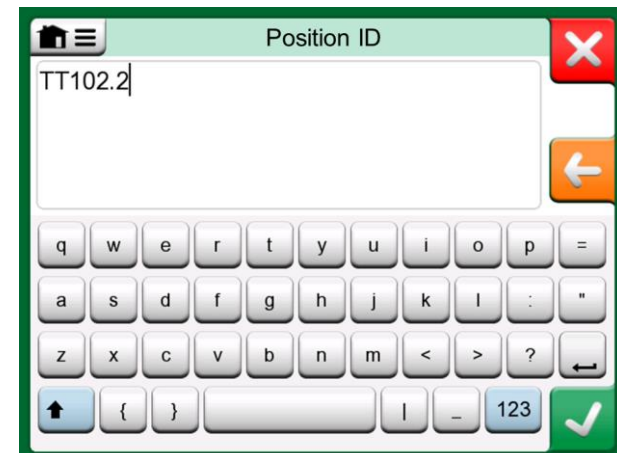 Position ID
TT102.2
q w e r t y u i o p =
a s d f g h j k l : "
z x c v b n m < > ?
{ } | _ 123